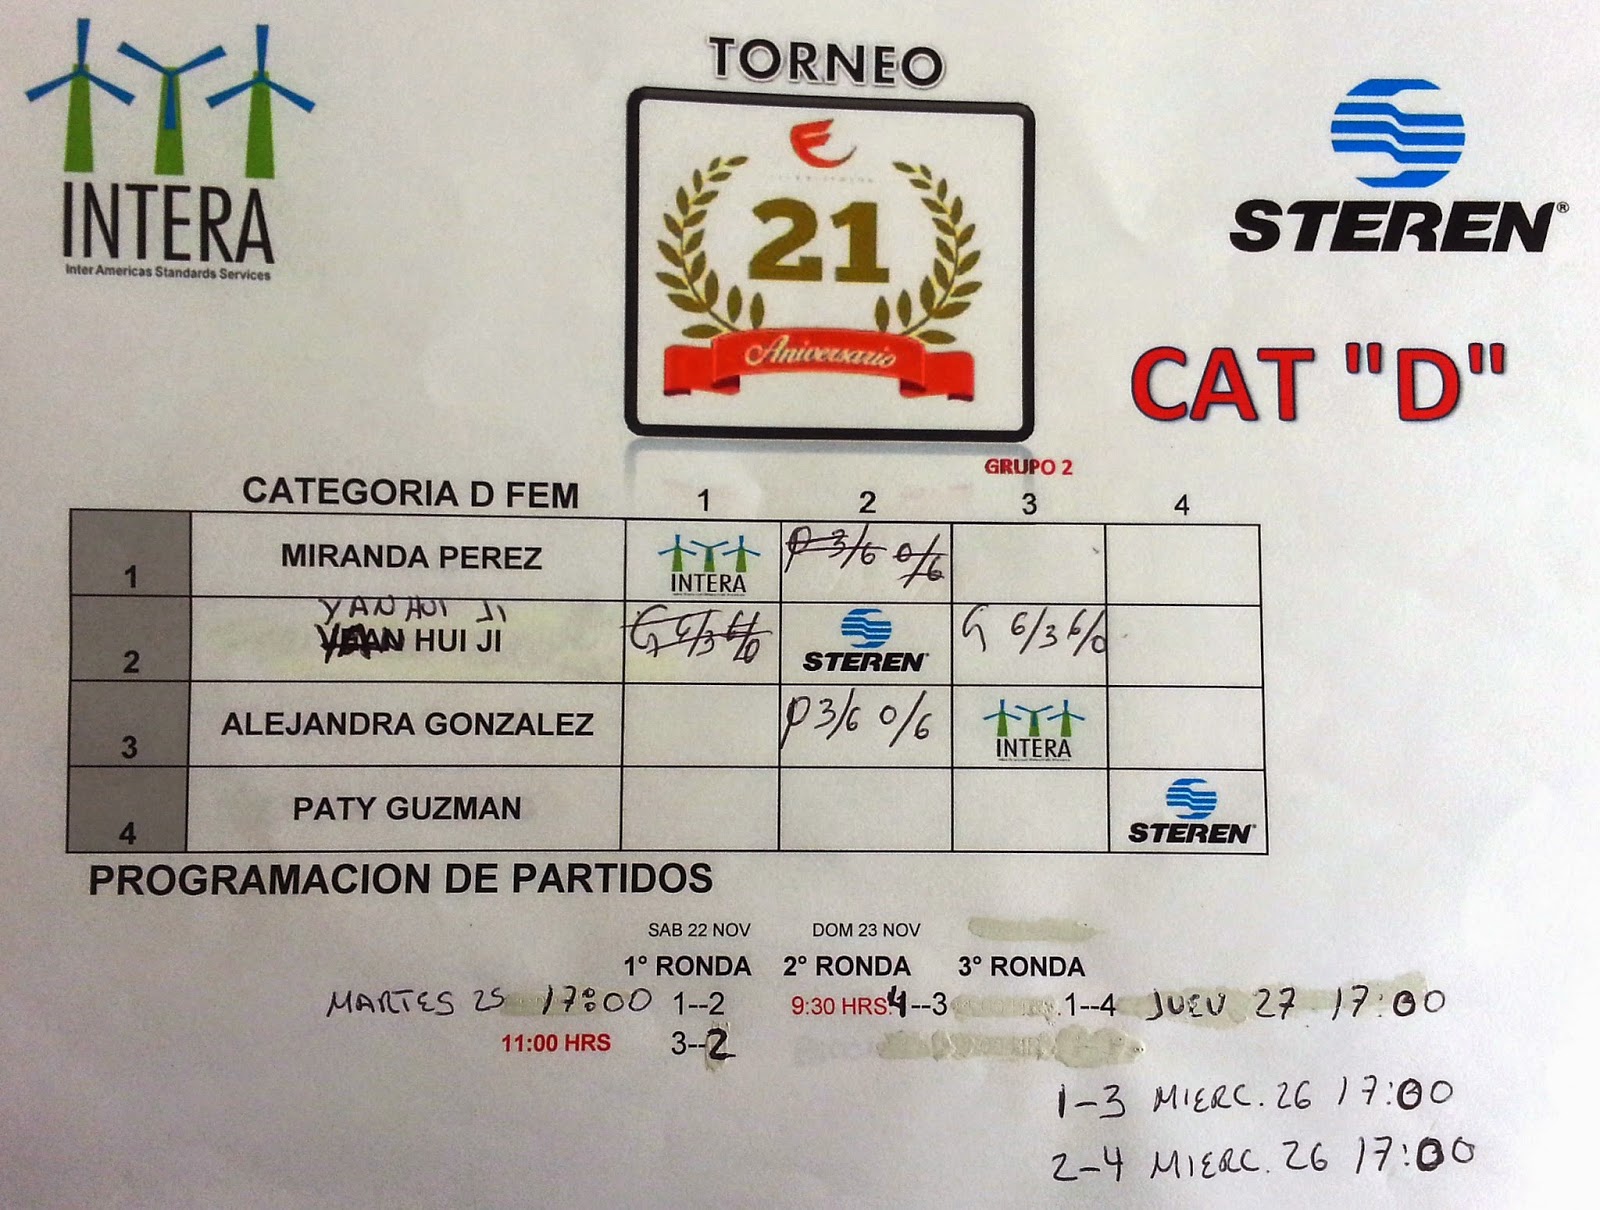 INTERA
Inter Americas Standards Services
TORNEO
21
Aniversario
STEREN®
CAT "D"
GRUPO 2
CATEGORIA D FEM 1 2 3 4
1 MIRANDA PEREZ INTERA P 3/6 0/6
YAN HUI JI
2 HUI JI G 6/3 6/0 STEREN G 6/3 6/0
3 ALEJANDRA GONZALEZ P 3/6 0/6 INTERA
4 PATY GUZMAN STEREN
PROGRAMACION DE PARTIDOS
SAB 22 NOV DOM 23 NOV
1° RONDA 2° RONDA 3° RONDA
MARTES 25 17:00 1--2 9:30 HRS. 4--3 1--4 JUEV 27 17:00
11:00 HRS 3--2
1-3 MIERC. 26 17:00
2-4 MIERC. 26 17:00